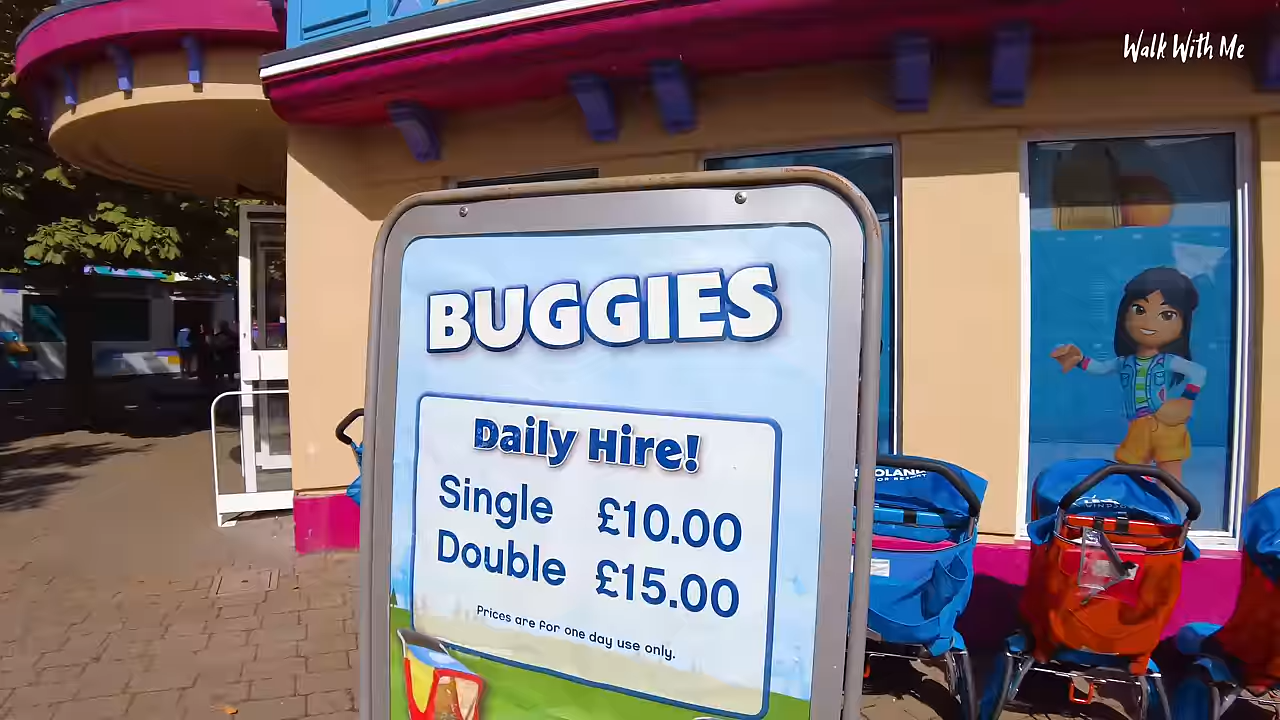 Walk With Me
BUGGIES
Daily Hire!
Single £10.00
Double £15.00
Prices are for one day use only.